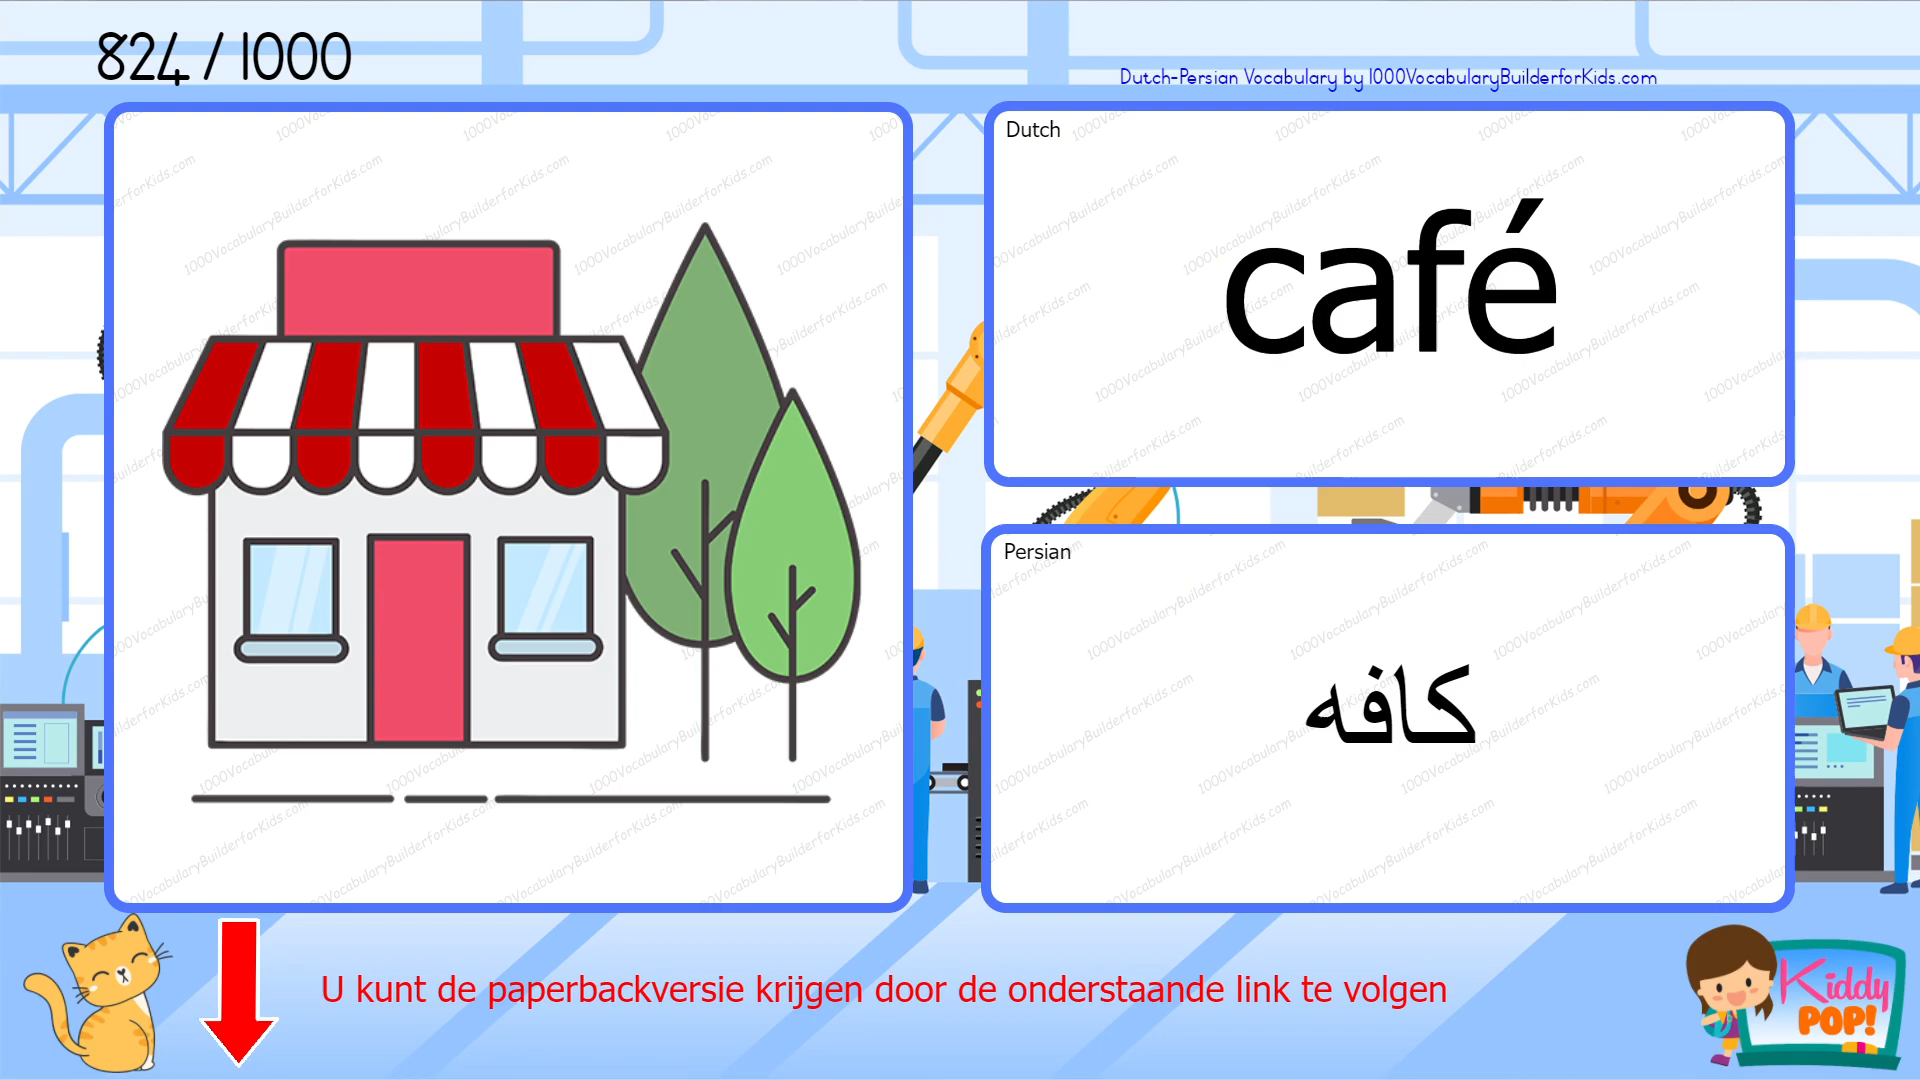 824 / 1000
Dutch-Persian Vocabulary by 1000VocabularyBuilderforKids.com
Dutch
café
Persian
کافه
U kunt de paperbackversie krijgen door de onderstaande link te volgen
Kiddy
POP!